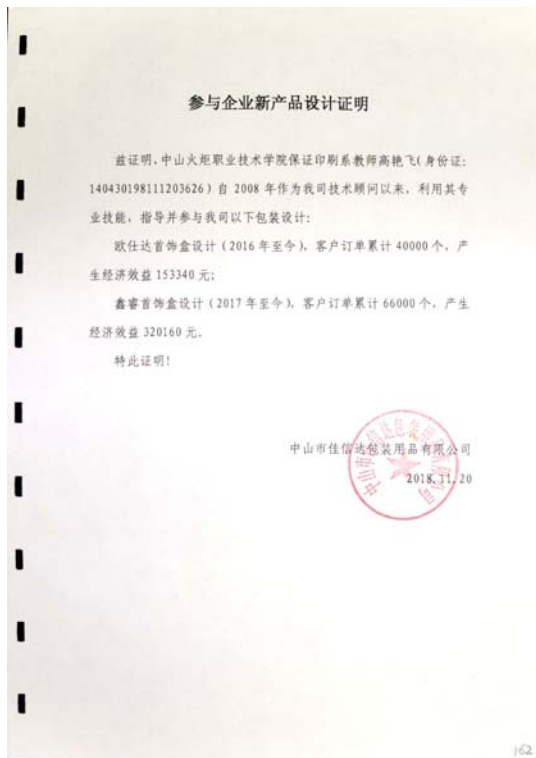 参与企业新产品设计证明
兹证明,中山火炬职业技术学院保证印刷系教师高艳飞(身份证:
140430198111203626)自 2008 年作为我司技术顾问以来,利用其专
业技能、指导并参与我司以下包装设计:
欧仕达首饰盒设计(2016 年至今),客户订单累计 40000 个,产
生经济效益 153340 元;
鑫睿首饰盒设计(2017 年至今),客户订单累计 66000 个,产生
经济效益 320160 元。
特此证明!
中山市佳信达包装用品有限公司
2018.11.20
162